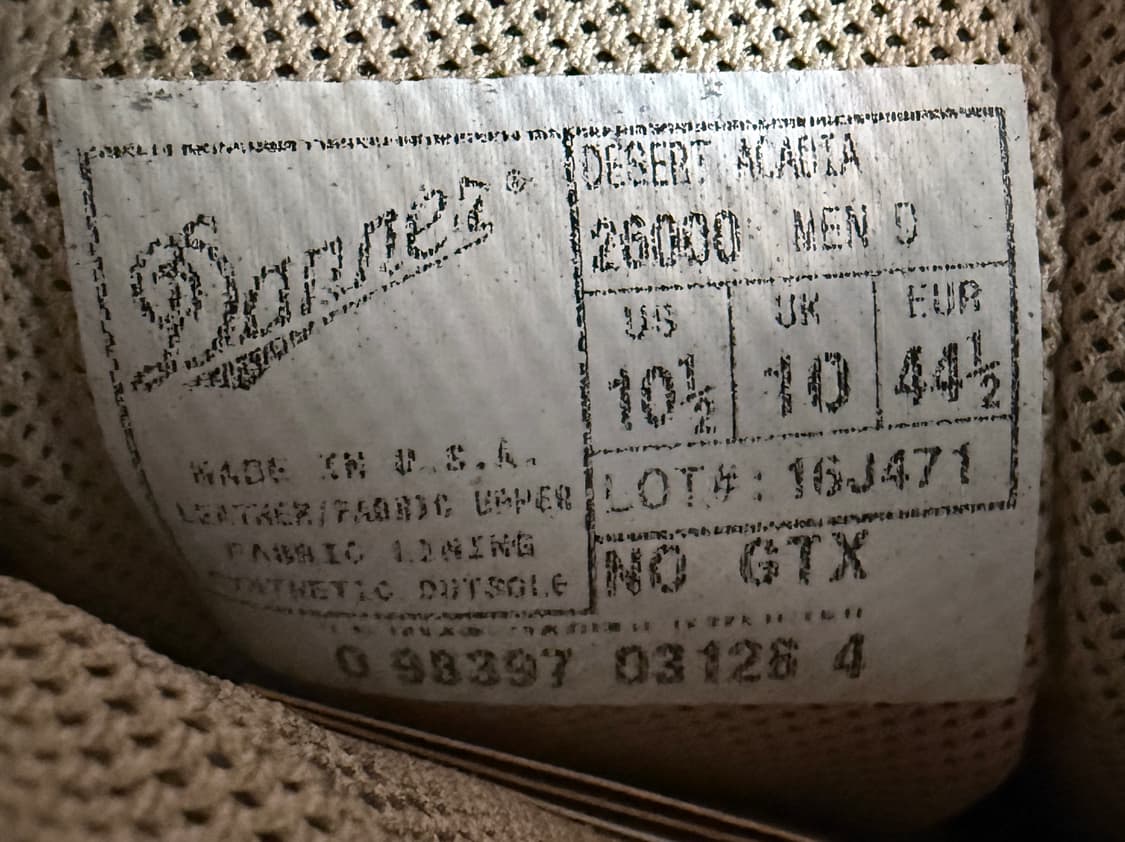 Danner®
MADE IN U.S.A.
LEATHER/FABRIC UPPER
FABRIC LINING
SYNTHETIC OUTSOLE
DESERT ACADIA
26000 MEN D
US UK EUR
10½ 10 44½
LOT#: 16J471
NO GTX
0 98397 03128 4